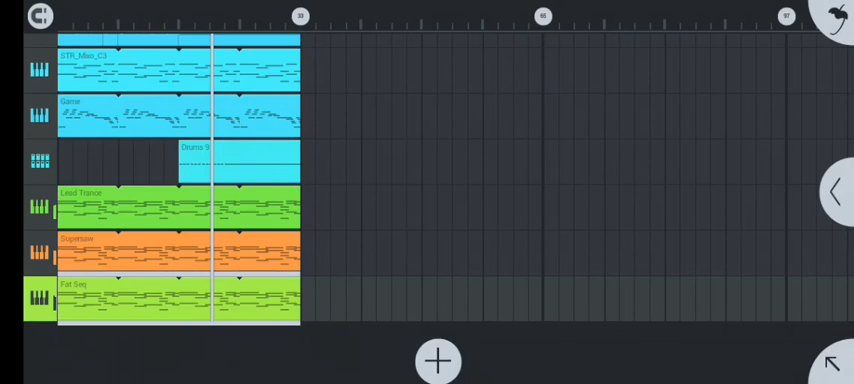 33
65
97
STR_Mixo_C3
Game
Drums 9
Lead Trance
Supersaw
Fat Seq